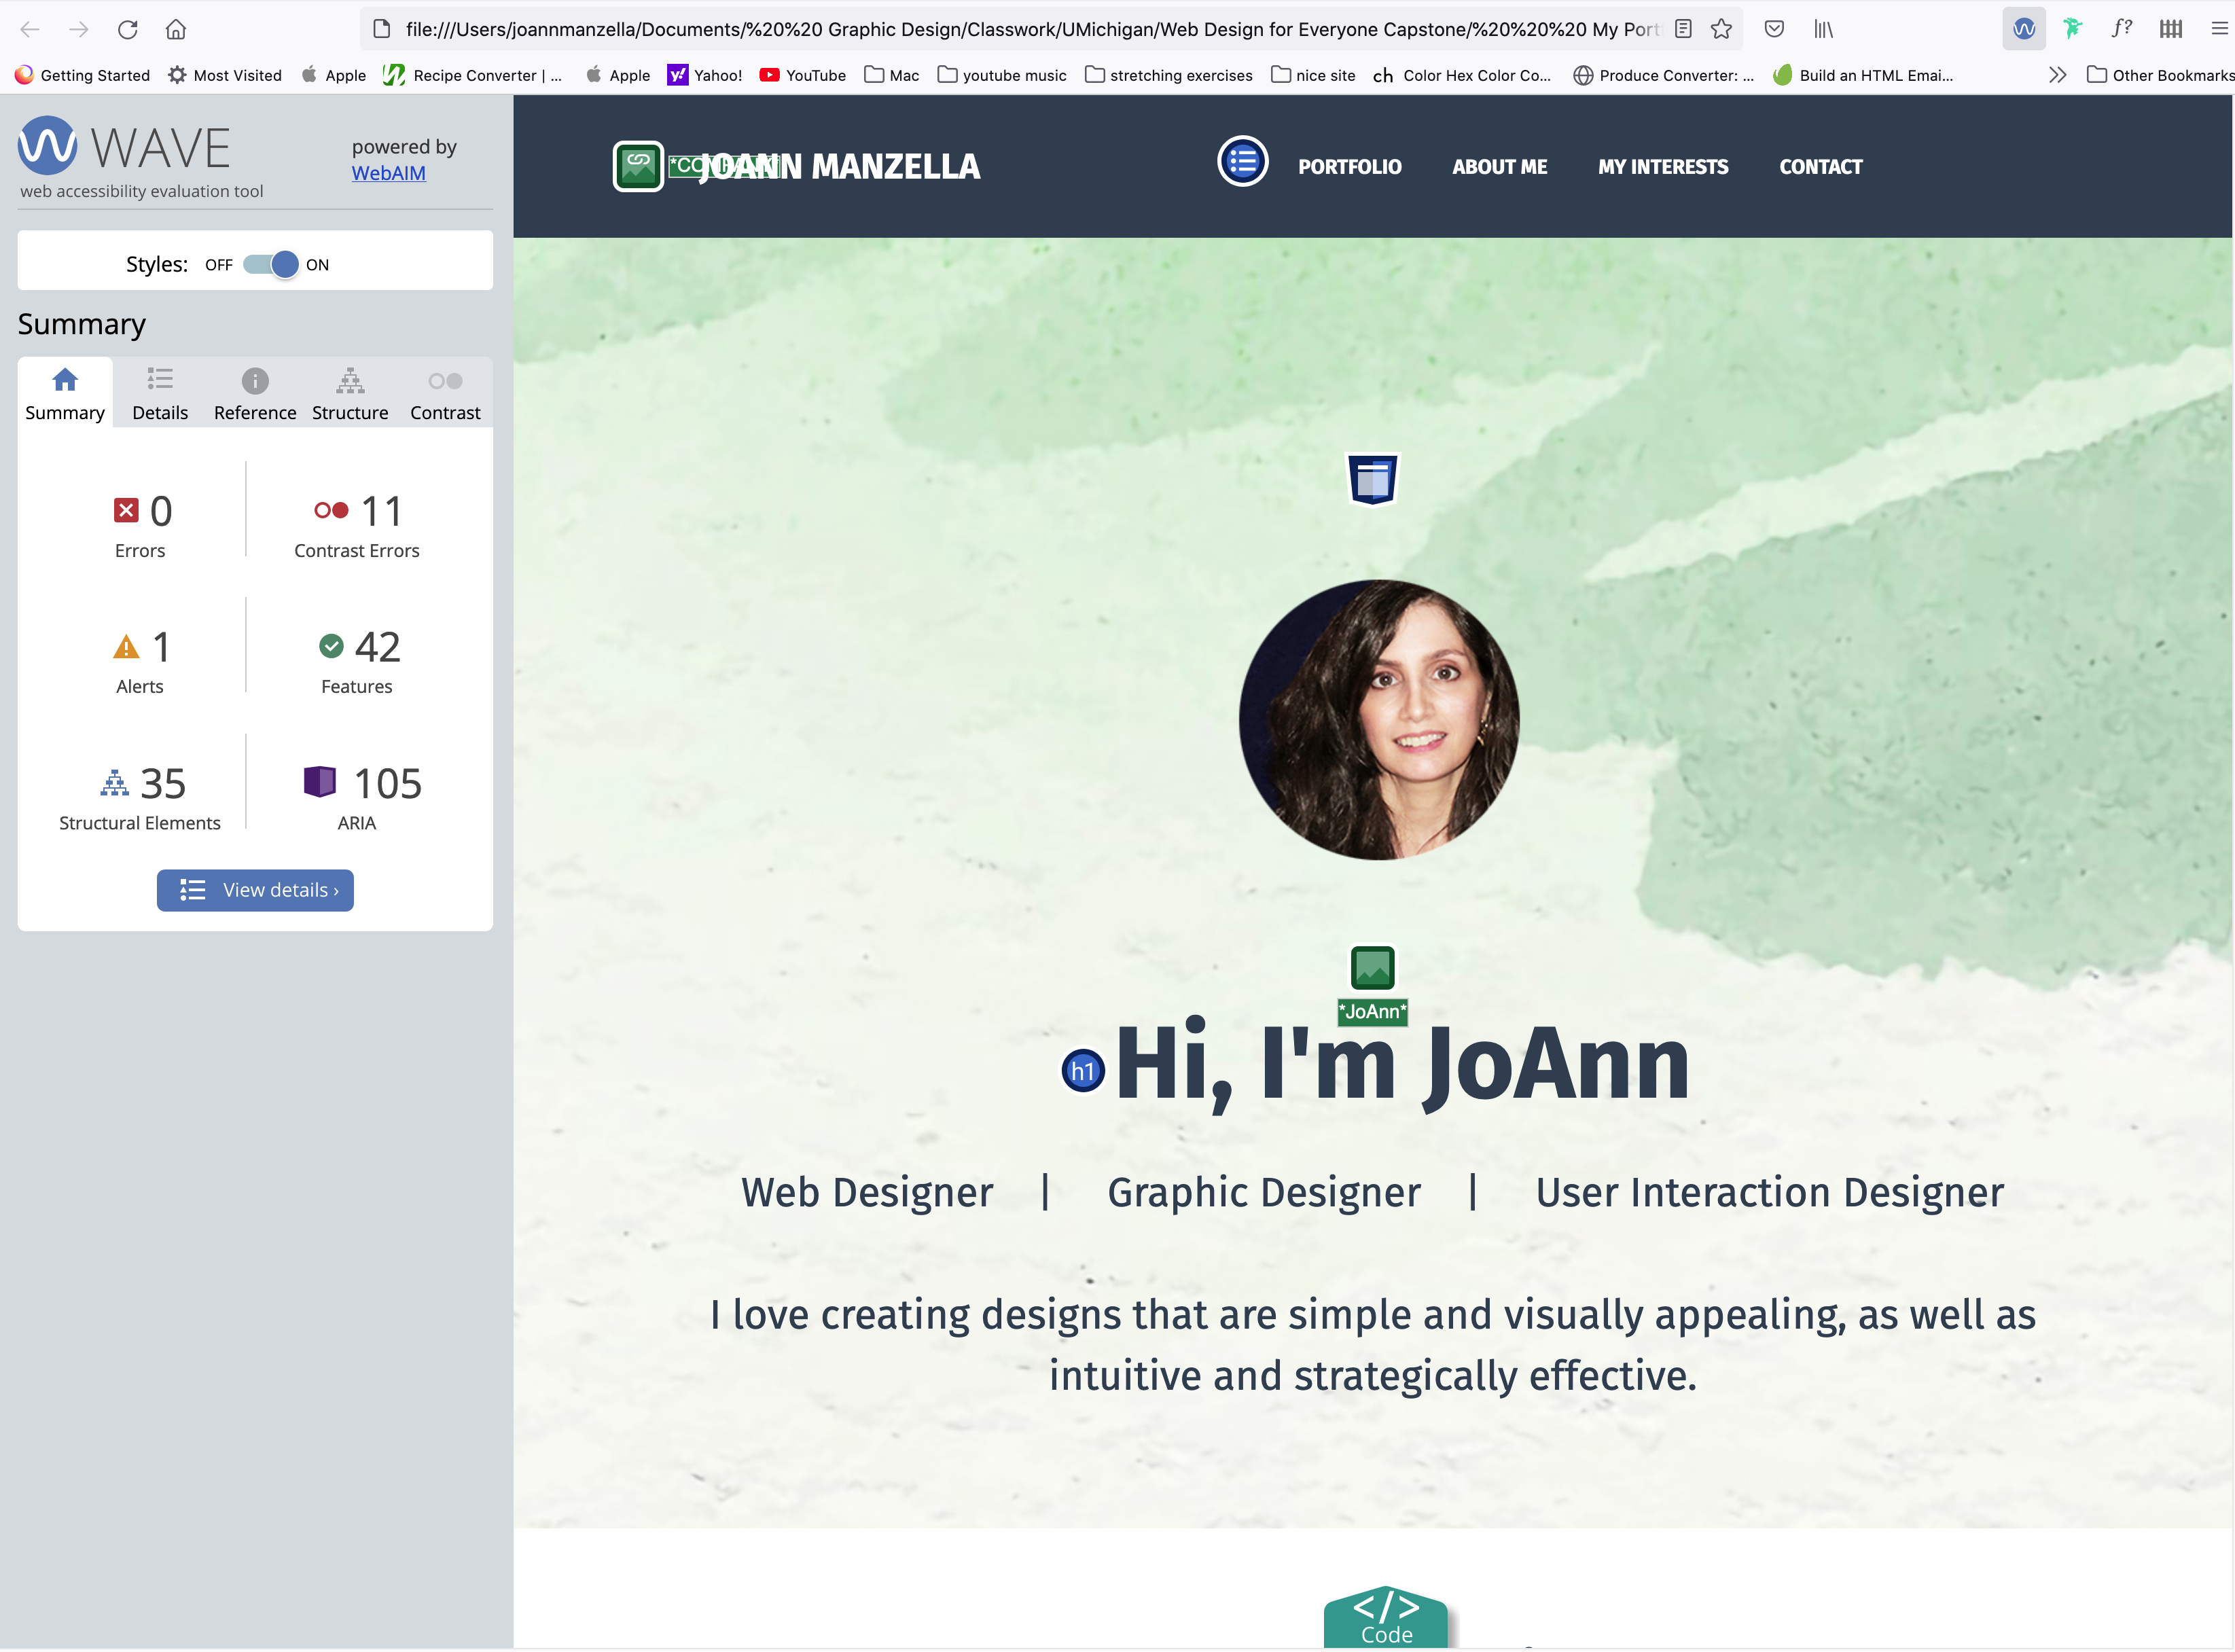 file:///Users/joannmanzella/Documents/%20%20 Graphic Design/Classwork/UMichigan/Web Design for Everyone Capstone/%20%20%20 My Port
Getting Started Most Visited Apple Recipe Converter | ... Apple Yahoo! YouTube Mac youtube music stretching exercises nice site ch Color Hex Color Co... Produce Converter: ... Build an HTML Emai... Other Bookmarks
WAVE
powered by
WebAIM
web accessibility evaluation tool
Styles: OFF ON
Summary
Summary Details Reference Structure Contrast
0 11
Errors Contrast Errors
1 42
Alerts Features
35 105
Structural Elements ARIA
View details ›
JOANN MANZELLA PORTFOLIO ABOUT ME MY INTERESTS CONTACT
*JoAnn*
h1 Hi, I'm JoAnn
Web Designer | Graphic Designer | User Interaction Designer
I love creating designs that are simple and visually appealing, as well as
intuitive and strategically effective.
</>
Code